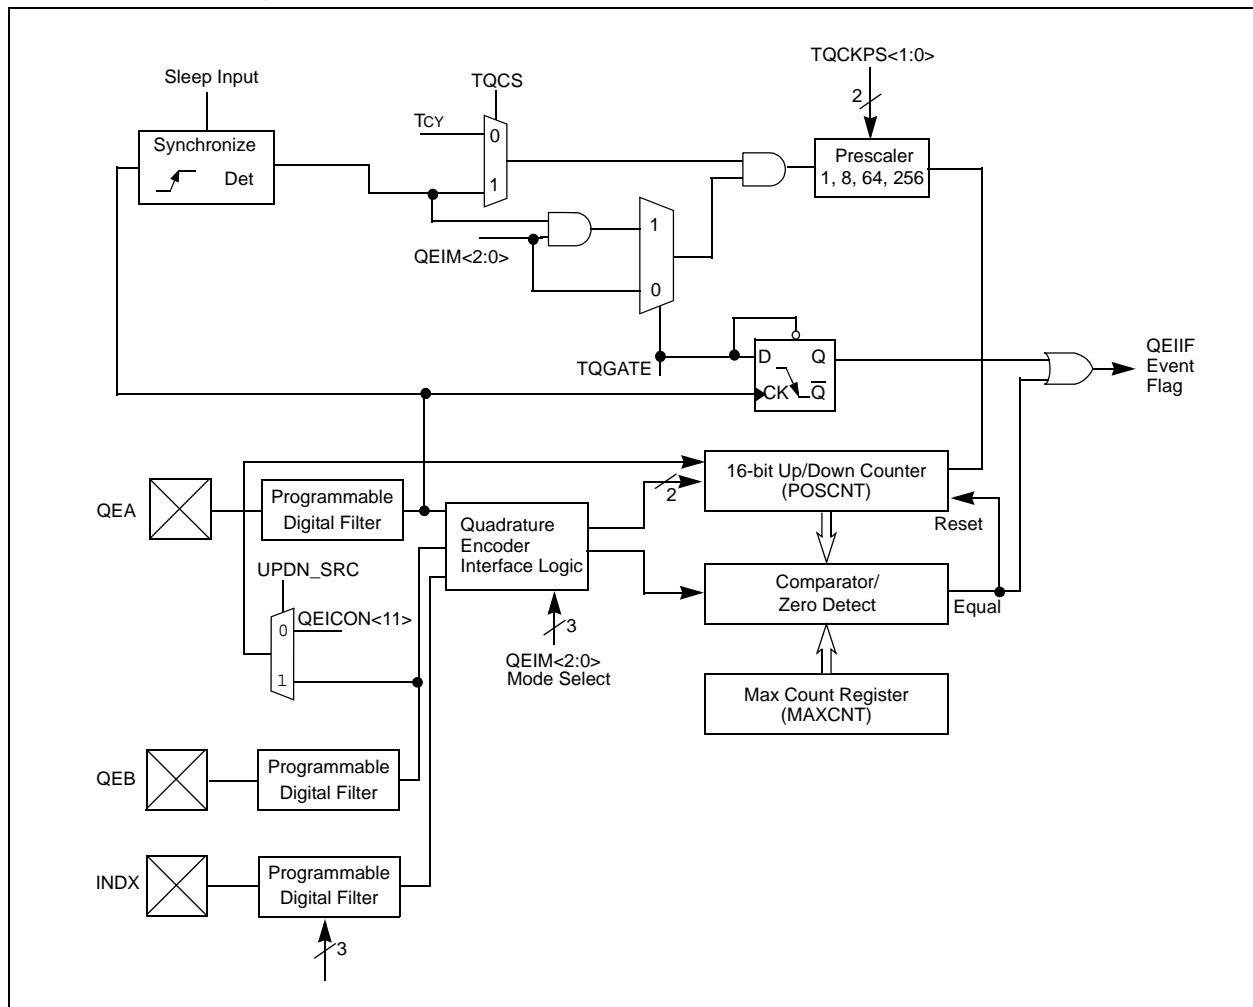 TQCKPS<1:0>
Sleep Input
TQCS
2
TCY
0
Synchronize
Det
1
Prescaler
1, 8, 64, 256
1
QEIM<2:0>
0
D
Q
TQGATE
CK
Q
QEIIF
Event
Flag
16-bit Up/Down Counter
(POSCNT)
2
QEA
Programmable
Digital Filter
Quadrature
Encoder
Interface Logic
Reset
UPDN_SRC
0
QEICON<11>
1
Comparator/
Zero Detect
Equal
3
QEIM<2:0>
Mode Select
Max Count Register
(MAXCNT)
QEB
Programmable
Digital Filter
INDX
Programmable
Digital Filter
3